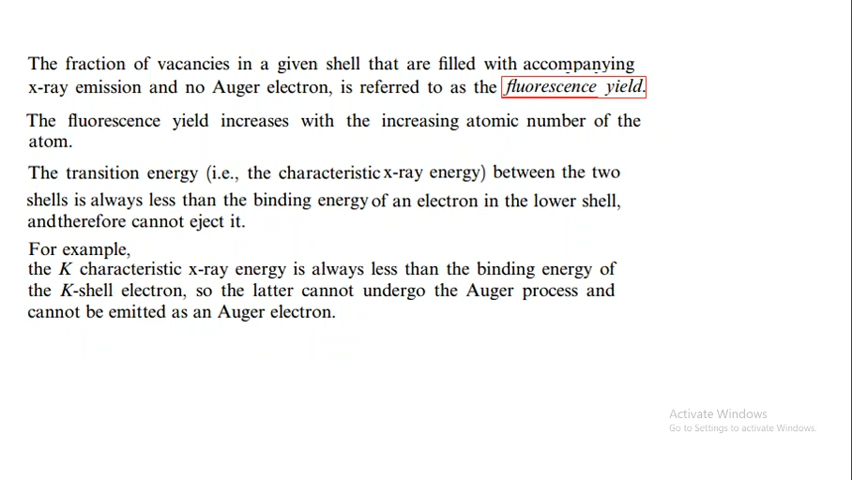 The fraction of vacancies in a given shell that are filled with accompanying
x-ray emission and no Auger electron, is referred to as the fluorescence yield.
The fluorescence yield increases with the increasing atomic number of the
atom.
The transition energy (i.e., the characteristic x-ray energy) between the two
shells is always less than the binding energy of an electron in the lower shell,
andtherefore cannot eject it.
For example,
the K characteristic x-ray energy is always less than the binding energy of
the K-shell electron, so the latter cannot undergo the Auger process and
cannot be emitted as an Auger electron.
Activate Windows
Go to Settings to activate Windows.